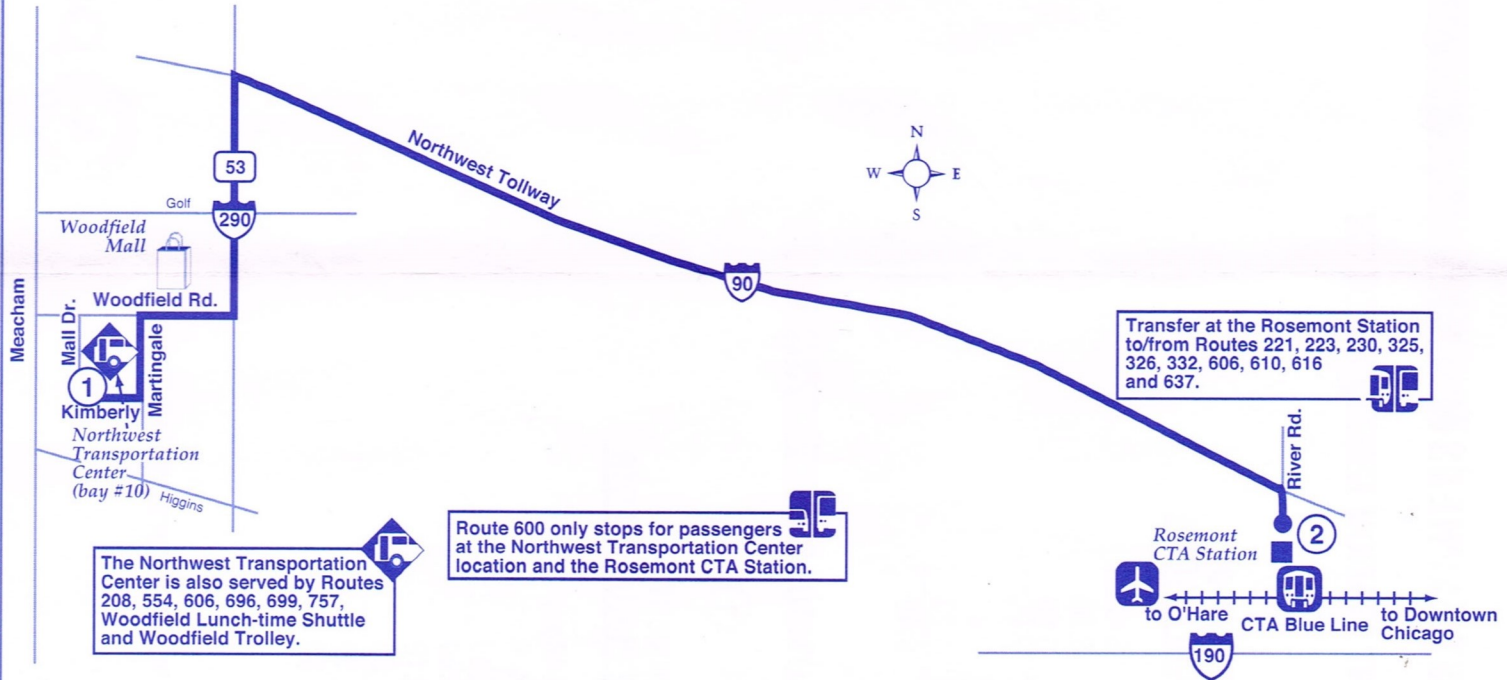 53
Northwest Tollway
N
W
E
S
Golf
290
Woodfield
Mall
90
Meacham
Mall Dr.
Woodfield Rd.
Martingale
1
Kimberly
Northwest
Transportation
Center
(bay #10)
Higgins
Transfer at the Rosemont Station
to/from Routes 221, 223, 230, 325,
326, 332, 606, 610, 616
and 637.
River Rd.
Route 600 only stops for passengers
at the Northwest Transportation Center
location and the Rosemont CTA Station.
The Northwest Transportation
Center is also served by Routes
208, 554, 606, 696, 699, 757,
Woodfield Lunch-time Shuttle
and Woodfield Trolley.
Rosemont
CTA Station
2
to O'Hare
CTA Blue Line
to Downtown
Chicago
190